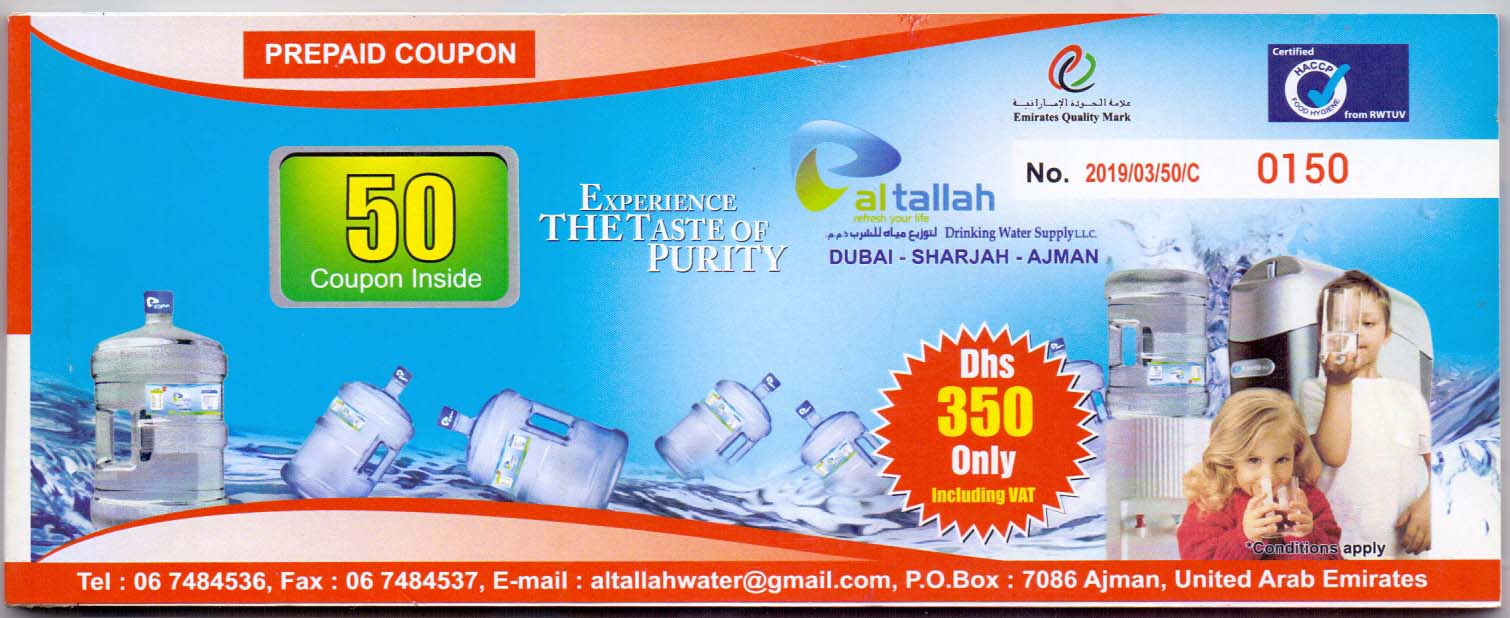 PREPAID COUPON
50
Coupon Inside
EXPERIENCE
THE TASTE OF
PURITY
علامة الجودة الإماراتية
Emirates Quality Mark
Certified
HACCP
FOOD HYGIENE
from RWTUV
No. 2019/03/50/C 0150
al tallah
refresh your life
لتوزيع مياه للشرب ذ.م.م. Drinking Water Supply L.L.C.
DUBAI - SHARJAH - AJMAN
Dhs
350
Only
Including VAT
*Conditions apply
Tel : 06 7484536, Fax : 06 7484537, E-mail : altallahwater@gmail.com, P.O.Box : 7086 Ajman, United Arab Emirates